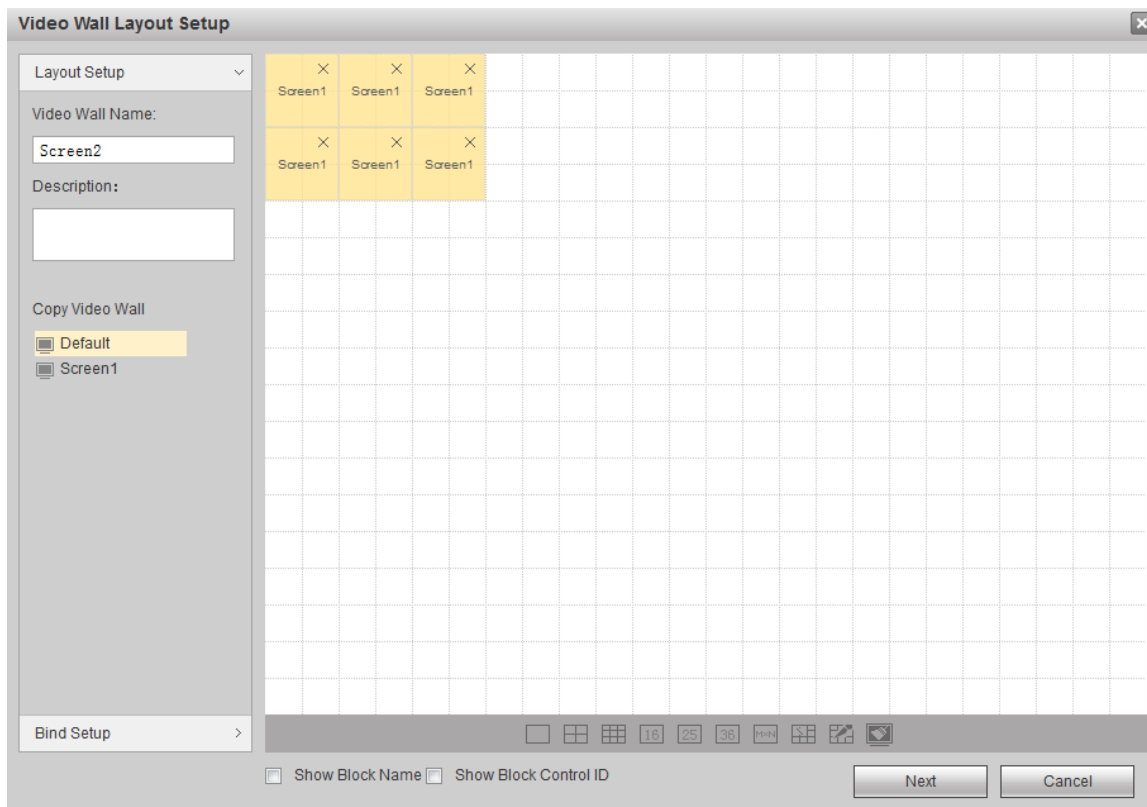 Video Wall Layout Setup
Layout Setup
Video Wall Name:
Screen2
Description:
Copy Video Wall
Default
Screen1
Bind Setup
Screen1 Screen1 Screen1
Screen1 Screen1 Screen1
16 25 36 M×N
Show Block Name Show Block Control ID
Next Cancel